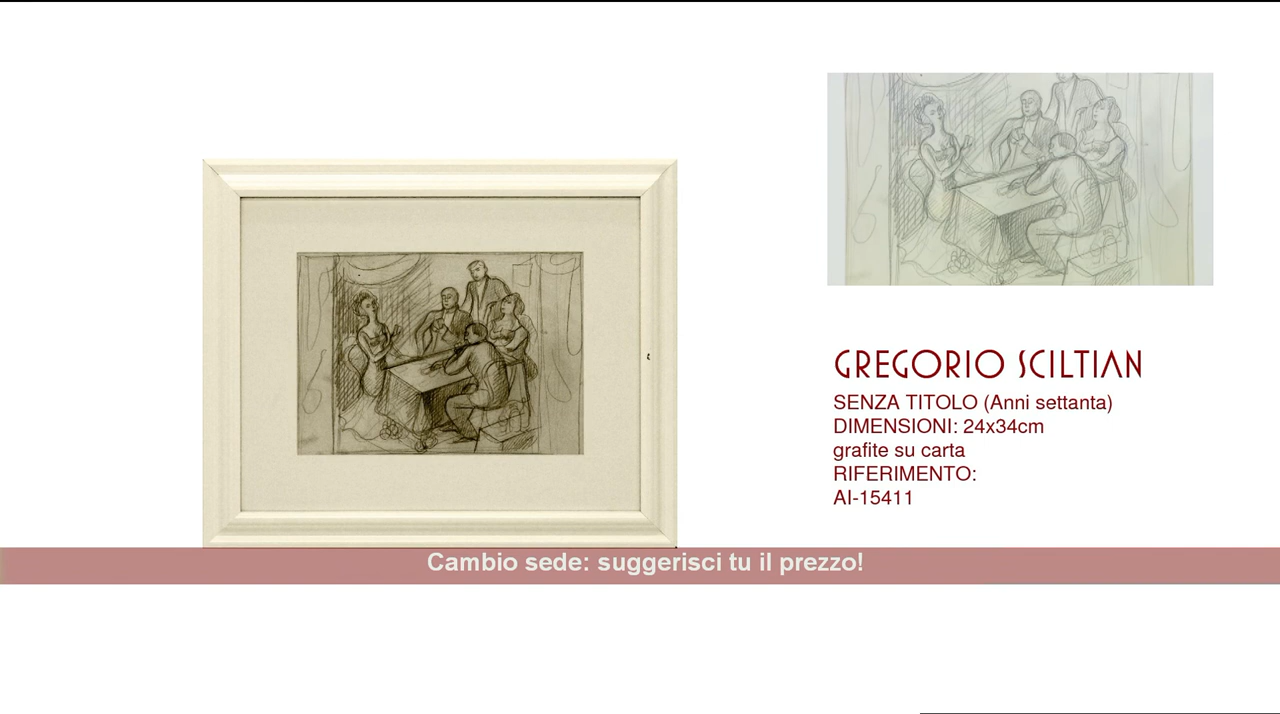 GREGORIO SCILTIAN
SENZA TITOLO (Anni settanta)
DIMENSIONI: 24x34cm
grafite su carta
RIFERIMENTO:
AI-15411
Cambio sede: suggerisci tu il prezzo!